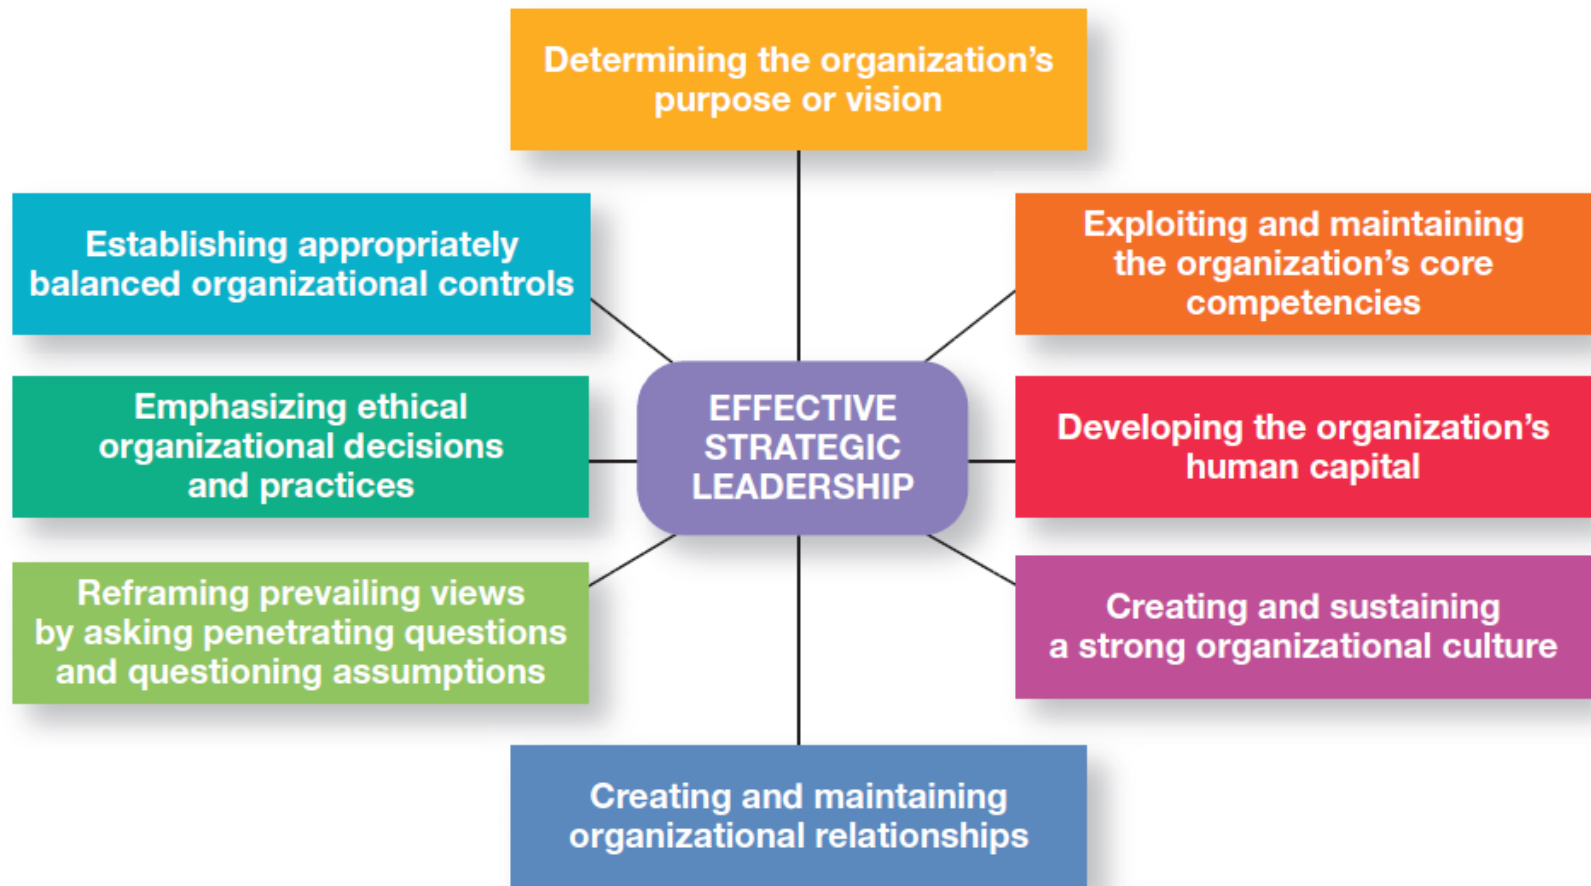 Determining the organization's
purpose or vision
Establishing appropriately
balanced organizational controls
Exploiting and maintaining
the organization's core
competencies
Emphasizing ethical
organizational decisions
and practices
EFFECTIVE
STRATEGIC
LEADERSHIP
Developing the organization's
human capital
Reframing prevailing views
by asking penetrating questions
and questioning assumptions
Creating and sustaining
a strong organizational culture
Creating and maintaining
organizational relationships